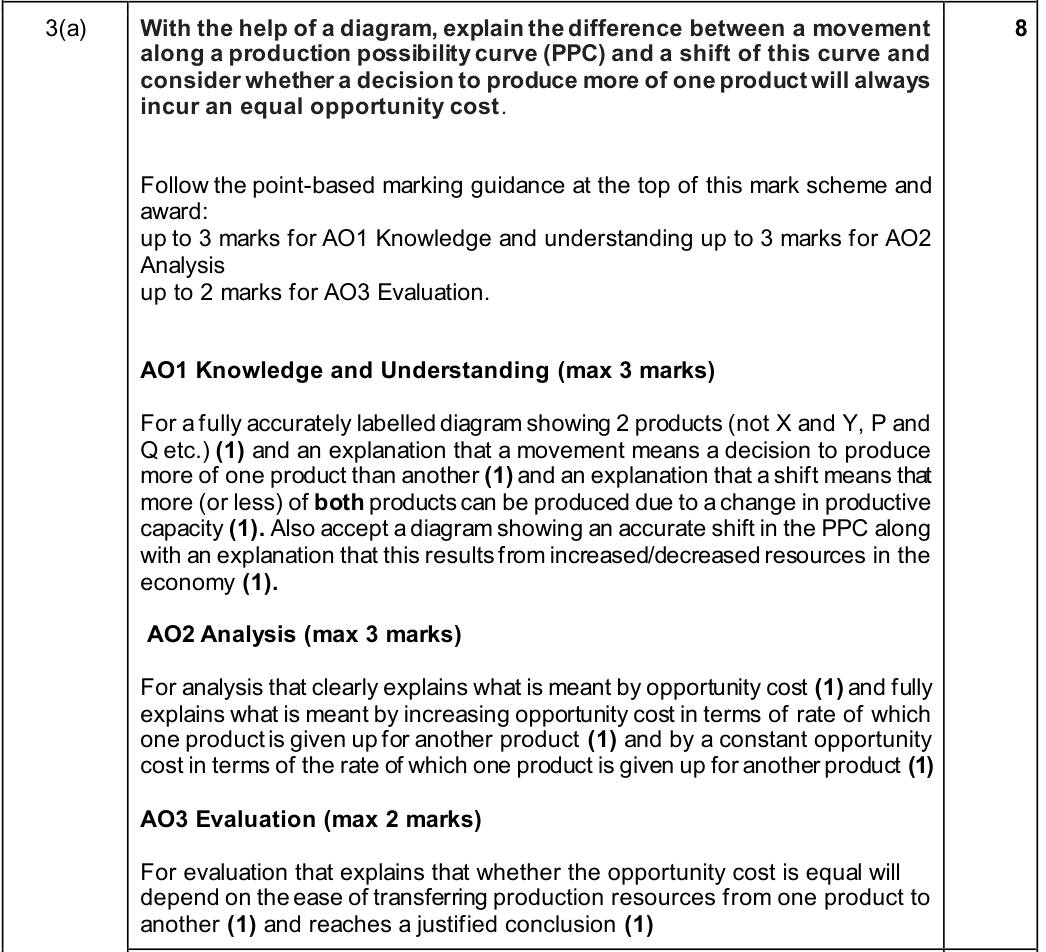 3(a) With the help of a diagram, explain the difference between a movement 8
along a production possibility curve (PPC) and a shift of this curve and
consider whether a decision to produce more of one product will always
incur an equal opportunity cost.
Follow the point-based marking guidance at the top of this mark scheme and
award:
up to 3 marks for AO1 Knowledge and understanding up to 3 marks for AO2
Analysis
up to 2 marks for AO3 Evaluation.
AO1 Knowledge and Understanding (max 3 marks)
For a fully accurately labelled diagram showing 2 products (not X and Y, P and
Q etc.) (1) and an explanation that a movement means a decision to produce
more of one product than another (1) and an explanation that a shift means that
more (or less) of both products can be produced due to a change in productive
capacity (1). Also accept a diagram showing an accurate shift in the PPC along
with an explanation that this results from increased/decreased resources in the
economy (1).
AO2 Analysis (max 3 marks)
For analysis that clearly explains what is meant by opportunity cost (1) and fully
explains what is meant by increasing opportunity cost in terms of rate of which
one product is given up for another product (1) and by a constant opportunity
cost in terms of the rate of which one product is given up for another product (1)
AO3 Evaluation (max 2 marks)
For evaluation that explains that whether the opportunity cost is equal will
depend on the ease of transferring production resources from one product to
another (1) and reaches a justified conclusion (1)